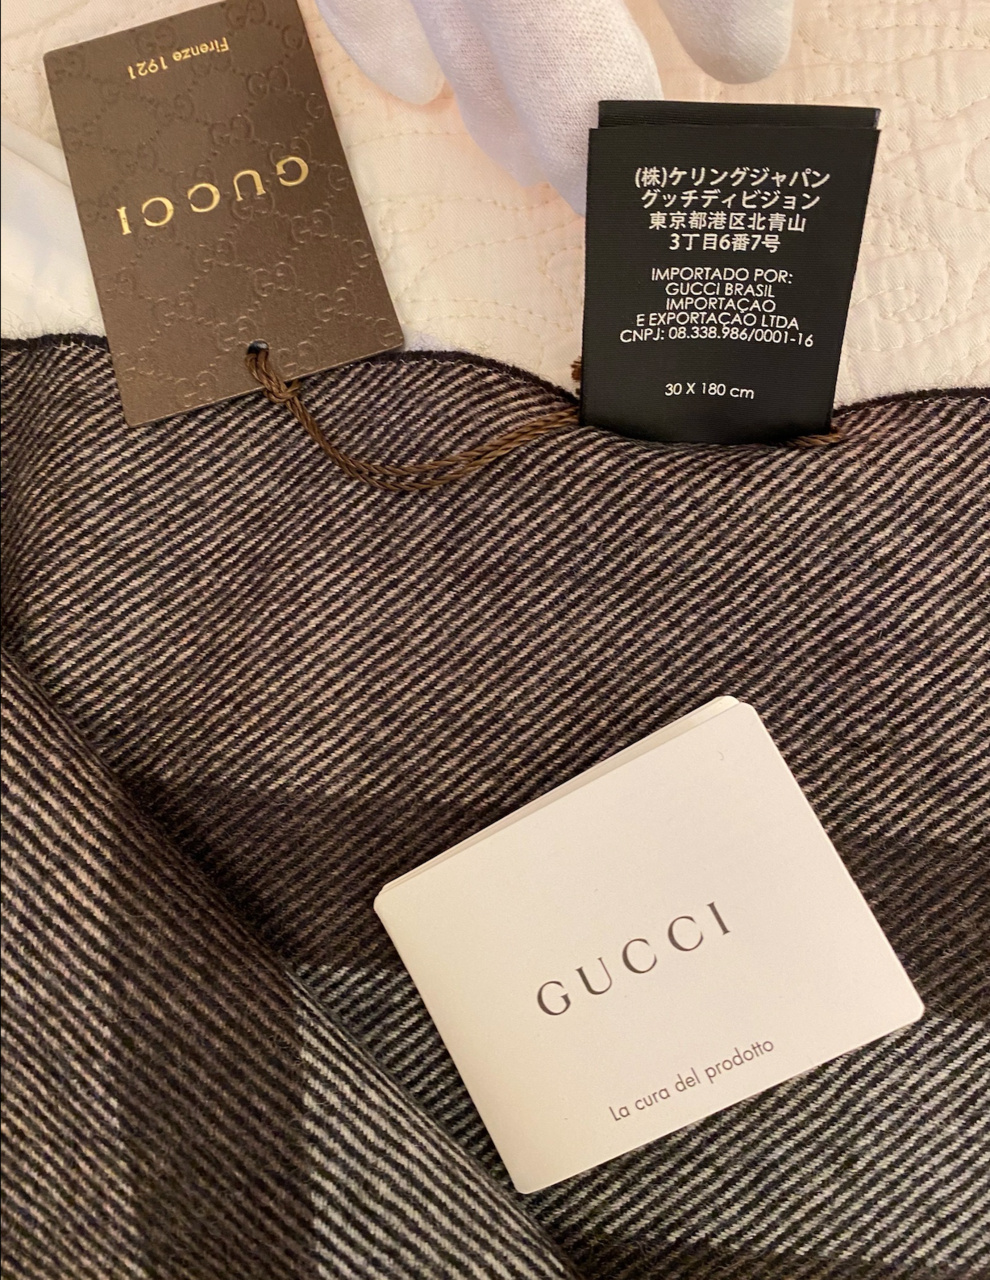 GUCCI
Firenze 1921
(株)ケリングジャパン
グッチディビジョン
東京都港区北青山
3丁目6番7号
IMPORTADO POR:
GUCCI BRASIL
IMPORTAÇAO
E EXPORTAÇAO LTDA
CNPJ: 08.338.986/0001-16
30 X 180 cm
GUCCI
La cura del prodotto